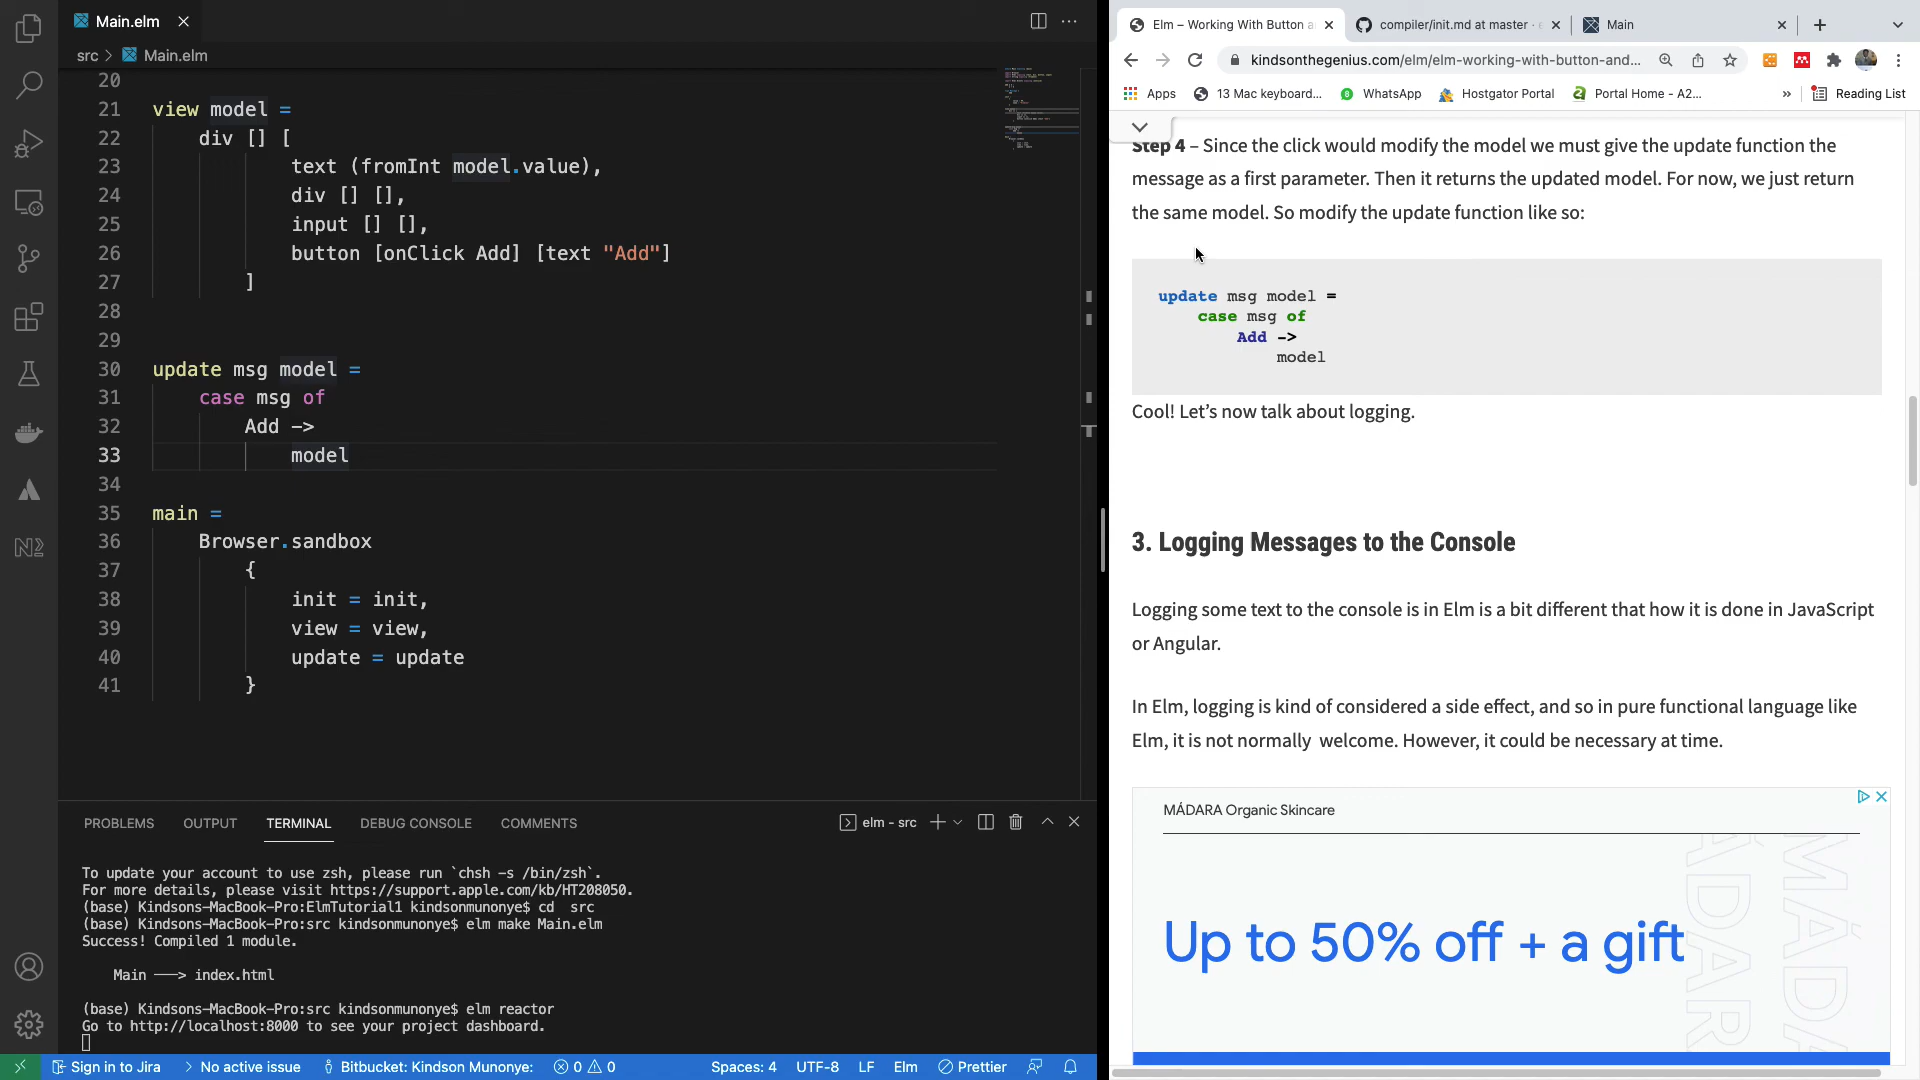 Main.elm
src > Main.elm
20
21 view model =
22 div [] [
23 text (fromInt model.value),
24 div [] [],
25 input [] [],
26 button [onClick Add] [text "Add"]
27 ]
28
29
30 update msg model =
31 case msg of
32 Add ->
33 model
34
35 main =
36 Browser.sandbox
37 {
38 init = init,
39 view = view,
40 update = update
41 }
PROBLEMS OUTPUT TERMINAL DEBUG CONSOLE COMMENTS elm - src
To update your account to use zsh, please run `chsh -s /bin/zsh`.
For more details, please visit https://support.apple.com/kb/HT208050.
(base) Kindsons-MacBook-Pro:ElmTutorial1 kindsonmunonye$ cd  src
(base) Kindsons-MacBook-Pro:src kindsonmunonye$ elm make Main.elm
Success! Compiled 1 module.
Main ———> index.html
(base) Kindsons-MacBook-Pro:src kindsonmunonye$ elm reactor
Go to http://localhost:8000 to see your project dashboard.
Sign in to Jira No active issue Bitbucket: Kindson Munonye: 0 0 Spaces: 4 UTF-8 LF Elm Prettier
Elm – Working With Button a compiler/init.md at master · Main
kindsonthegenius.com/elm/elm-working-with-button-and...
Apps 13 Mac keyboard... WhatsApp Hostgator Portal Portal Home - A2... » Reading List
Step 4 – Since the click would modify the model we must give the update function the
message as a first parameter. Then it returns the updated model. For now, we just return
the same model. So modify the update function like so:
update msg model =
case msg of
Add ->
model
Cool! Let’s now talk about logging.
3. Logging Messages to the Console
Logging some text to the console is in Elm is a bit different that how it is done in JavaScript
or Angular.
In Elm, logging is kind of considered a side effect, and so in pure functional language like
Elm, it is not normally  welcome. However, it could be necessary at time.
MÁDARA Organic Skincare
Up to 50% off + a gift
MÁDA
ADAR